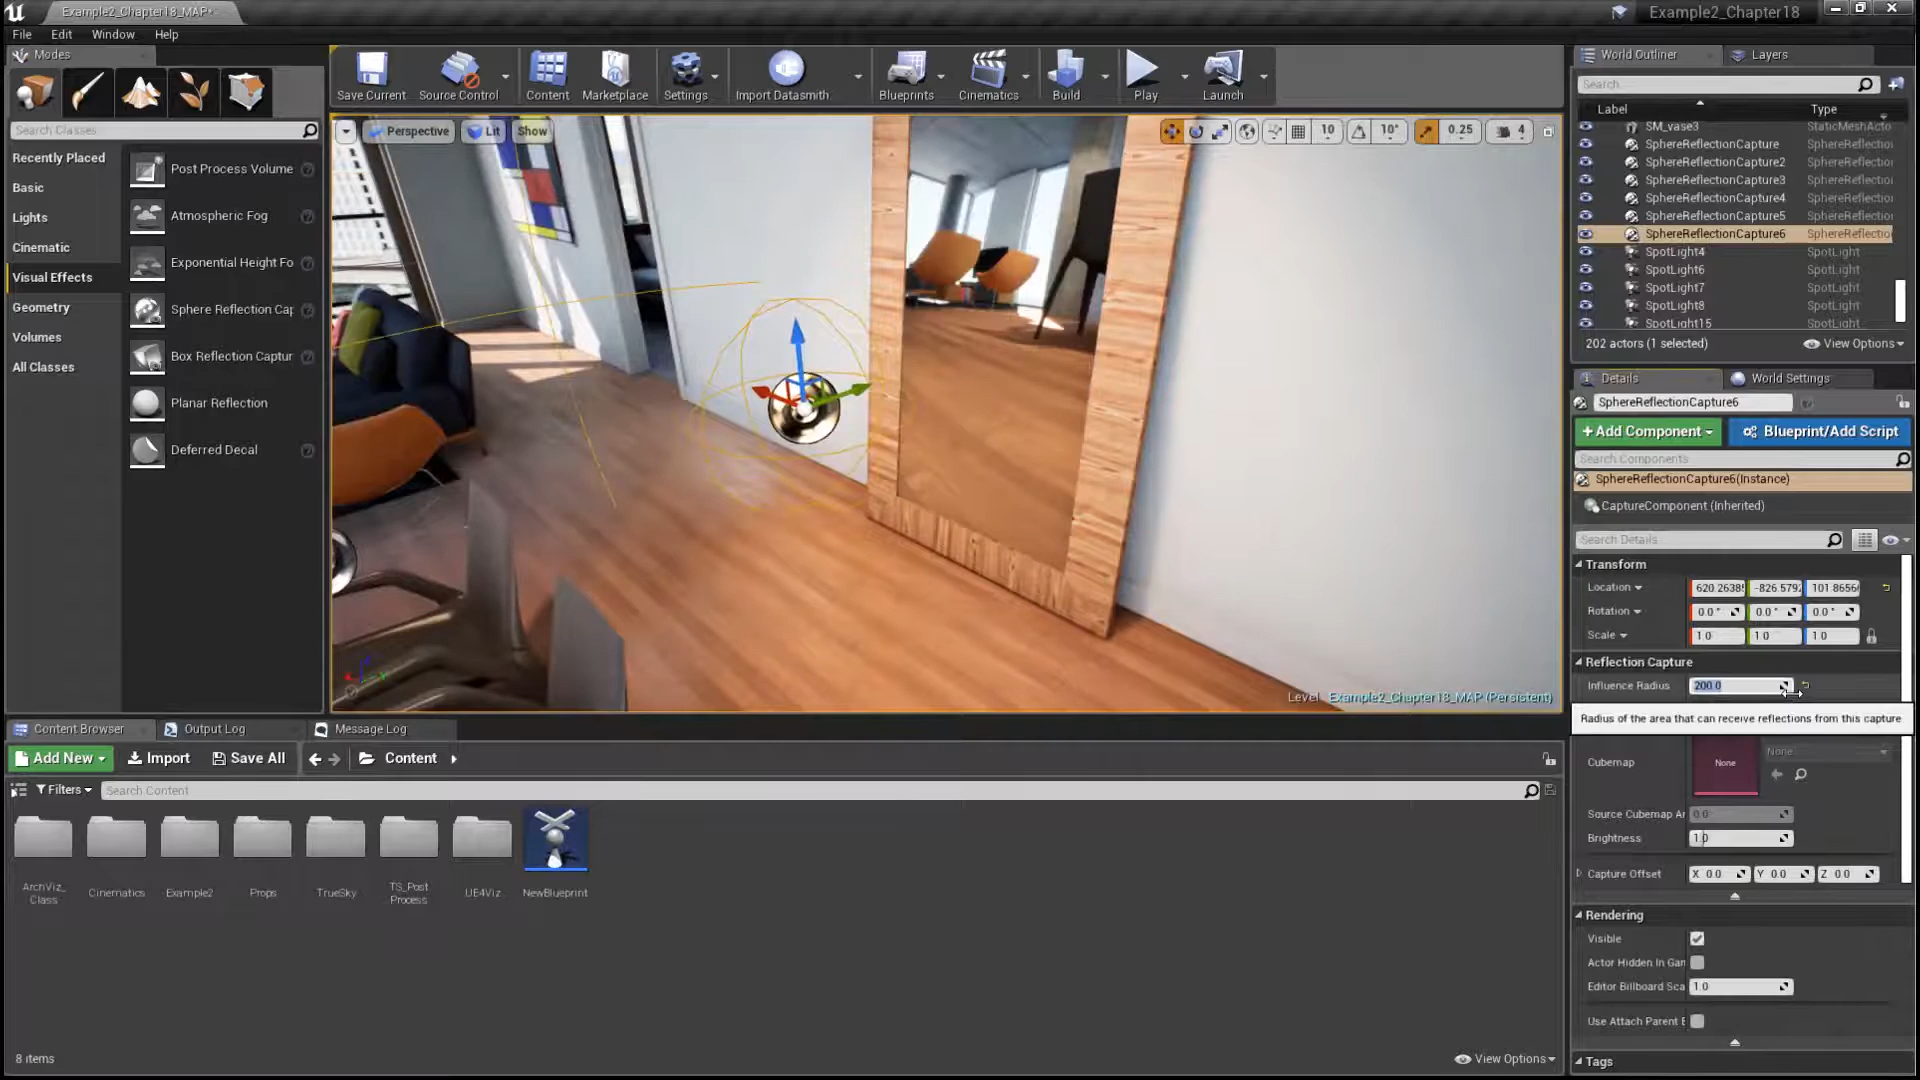 Example2_Chapter18_MAP*
Example2_Chapter18
File Edit Window Help
Modes
Search Classes
Recently Placed
Basic
Lights
Cinematic
Visual Effects
Geometry
Volumes
All Classes
Post Process Volume
Atmospheric Fog
Exponential Height Fo
Sphere Reflection Cap
Box Reflection Captur
Planar Reflection
Deferred Decal
Save Current
Source Control
Content
Marketplace
Settings
Import Datasmith
Blueprints
Cinematics
Build
Play
Launch
Perspective Lit Show
10 10° 0.25 4
Level Example2_Chapter18_MAP (Persistent)
World Outliner Layers
Search...
Label Type
SM_vase3 StaticMeshActo
SphereReflectionCapture SphereReflectio
SphereReflectionCapture2 SphereReflectio
SphereReflectionCapture3 SphereReflectio
SphereReflectionCapture4 SphereReflectio
SphereReflectionCapture5 SphereReflectio
SphereReflectionCapture6 SphereReflectio
SpotLight4 SpotLight
SpotLight6 SpotLight
SpotLight7 SpotLight
SpotLight8 SpotLight
SpotLight15 SpotLight
202 actors (1 selected) View Options
Details World Settings
SphereReflectionCapture6
+Add Component Blueprint/Add Script
Search Components
SphereReflectionCapture6(Instance)
CaptureComponent (Inherited)
Search Details
Transform
Location 620.2638 -826.579 101.8656
Rotation 0.0° 0.0° 0.0°
Scale 1.0 1.0 1.0
Reflection Capture
Influence Radius 200.0
Radius of the area that can receive reflections from this capture
Cubemap None None
Source Cubemap An 0.0
Brightness 1.0
Capture Offset X 0.0 Y 0.0 Z 0.0
Rendering
Visible
Actor Hidden In Gam
Editor Billboard Sca 1.0
Use Attach Parent B
Tags
Content Browser Output Log Message Log
Add New Import Save All Content
Filters Search Content
ArchViz_
Class
Cinematics
Example2
Props
TrueSky
TS_Post
Process
UE4Viz
NewBlueprint
8 items
View Options